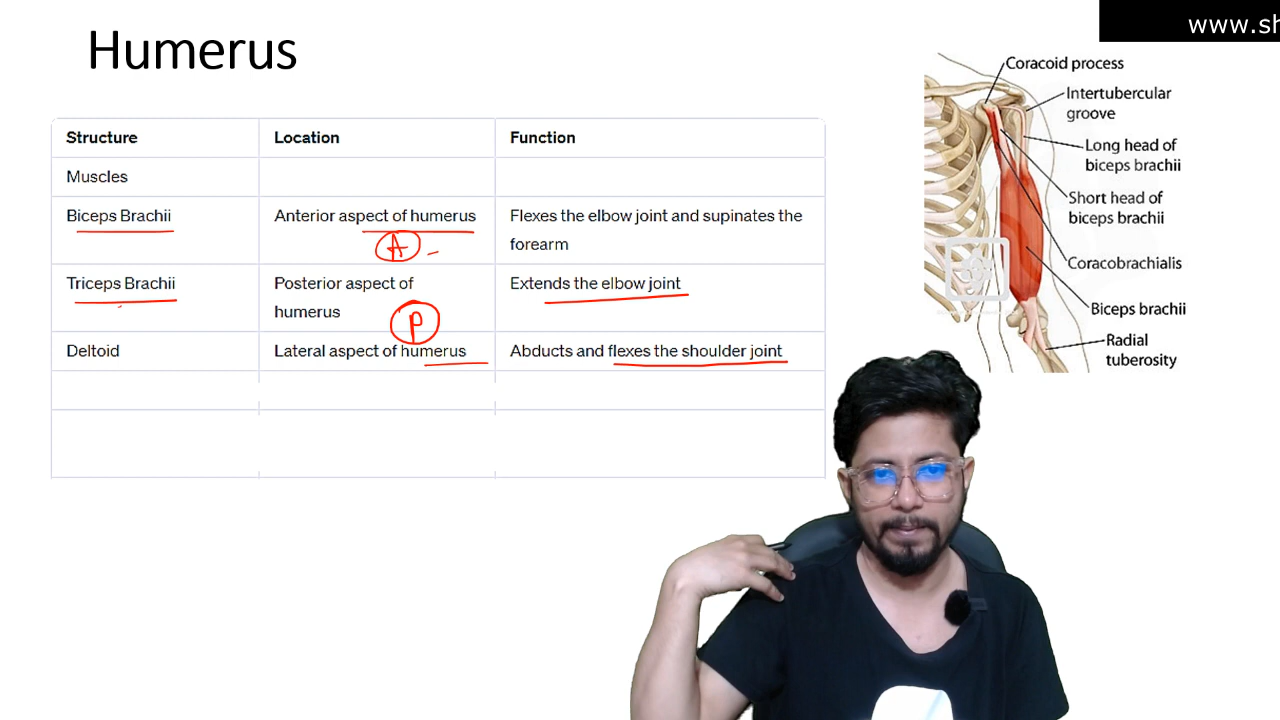 www.sh
Humerus
Structure Location Function
Muscles
Biceps Brachii Anterior aspect of humerus Flexes the elbow joint and supinates the
forearm
A
Triceps Brachii Posterior aspect of Extends the elbow joint
humerus
P
Deltoid Lateral aspect of humerus Abducts and flexes the shoulder joint
Coracoid process
Intertubercular
groove
Long head of
biceps brachii
Short head of
biceps brachii
Coracobrachialis
Biceps brachii
Radial
tuberosity